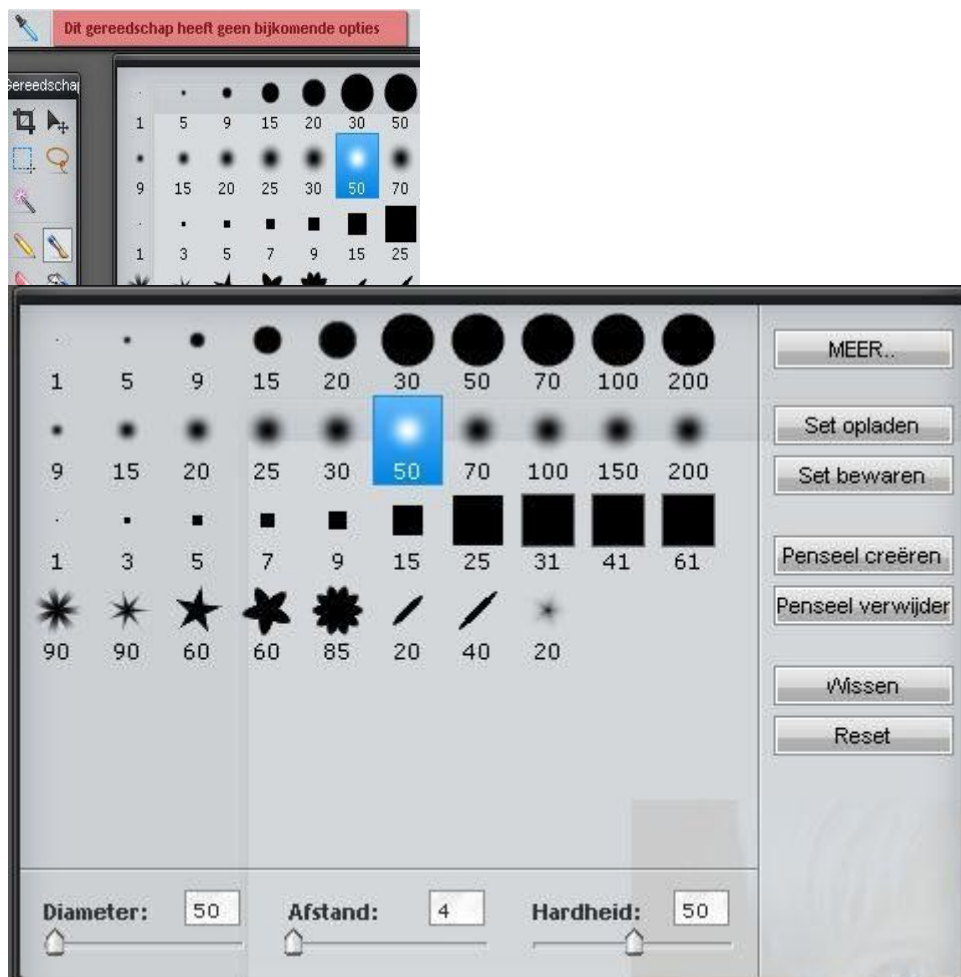 Dit gereedschap heeft geen bijkomende opties
Gereedschap
1 5 9 15 20 30 50
9 15 20 25 30 50 70
1 3 5 7 9 15 25
1 5 9 15 20 30 50 70 100 200
9 15 20 25 30 50 70 100 150 200
1 3 5 7 9 15 25 31 41 61
90 90 60 60 85 20 40 20
MEER..
Set opladen
Set bewaren
Penseel creëren
Penseel verwijder
Wissen
Reset
Diameter: 50 Afstand: 4 Hardheid: 50